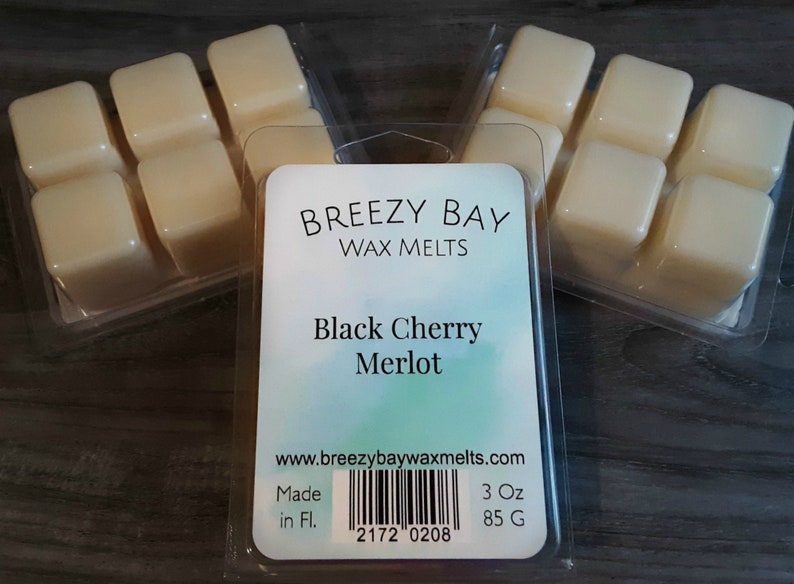 BREEZY BAY
WAX MELTS
Black Cherry
Merlot
www.breezybaywaxmelts.com
Made
in Fl.
2172 0208
3 Oz
85 G